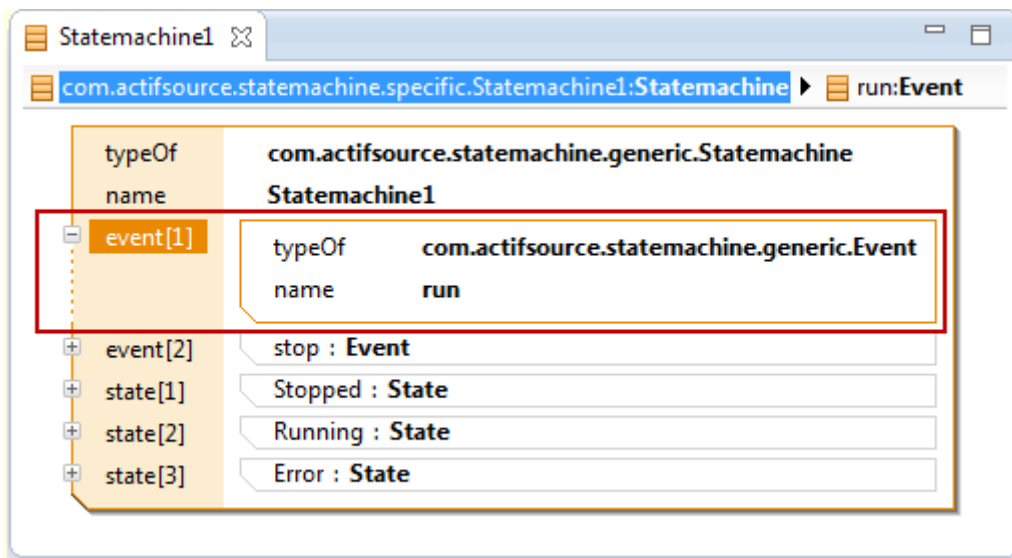 Statemachine1
com.actifsource.statemachine.specific.Statemachine1:Statemachine run:Event
typeOf com.actifsource.statemachine.generic.Statemachine
name Statemachine1
event[1] typeOf com.actifsource.statemachine.generic.Event
name run
event[2] stop : Event
state[1] Stopped : State
state[2] Running : State
state[3] Error : State